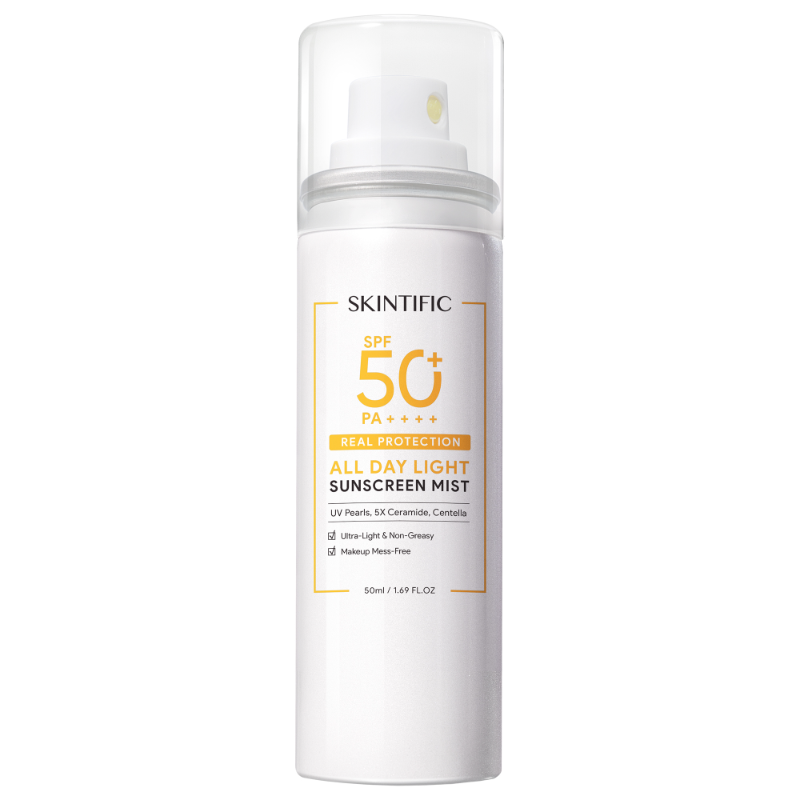 SKINTIFIC
SPF
50+
PA++++
REAL PROTECTION
ALL DAY LIGHT
SUNSCREEN MIST
UV Pearls, 5X Ceramide, Centella
☑ Ultra-Light & Non-Greasy
☑ Makeup Mess-Free
50ml / 1.69 FL.OZ